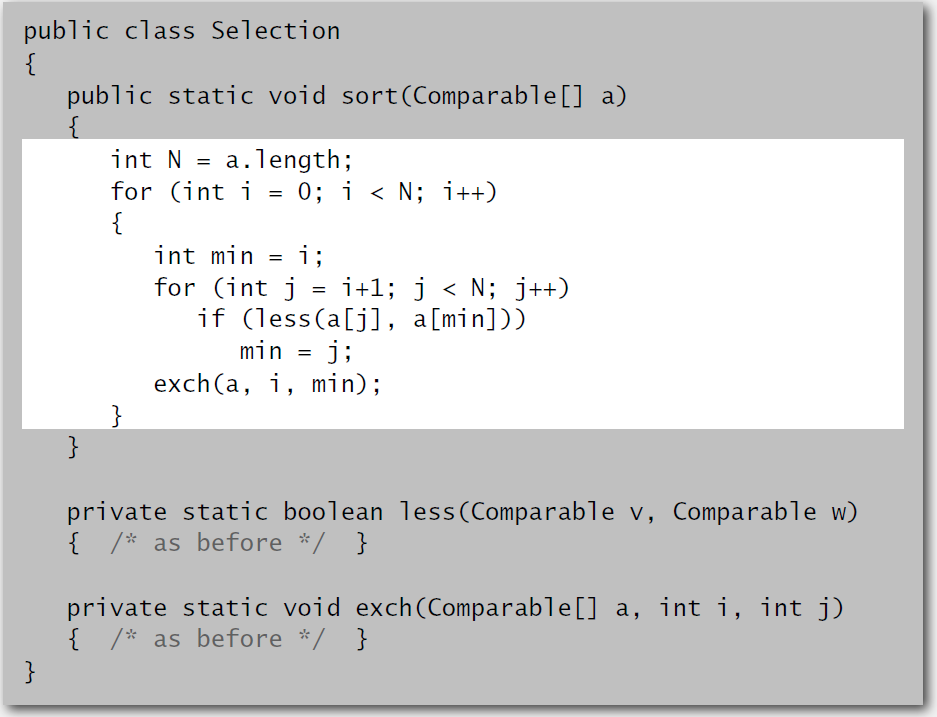 public class Selection
{
   public static void sort(Comparable[] a)
   {
      int N = a.length;
      for (int i = 0; i < N; i++)
      {
         int min = i;
         for (int j = i+1; j < N; j++)
            if (less(a[j], a[min]))
               min = j;
         exch(a, i, min);
      }
   }

   private static boolean less(Comparable v, Comparable w)
   {  /* as before */  }

   private static void exch(Comparable[] a, int i, int j)
   {  /* as before */  }
}